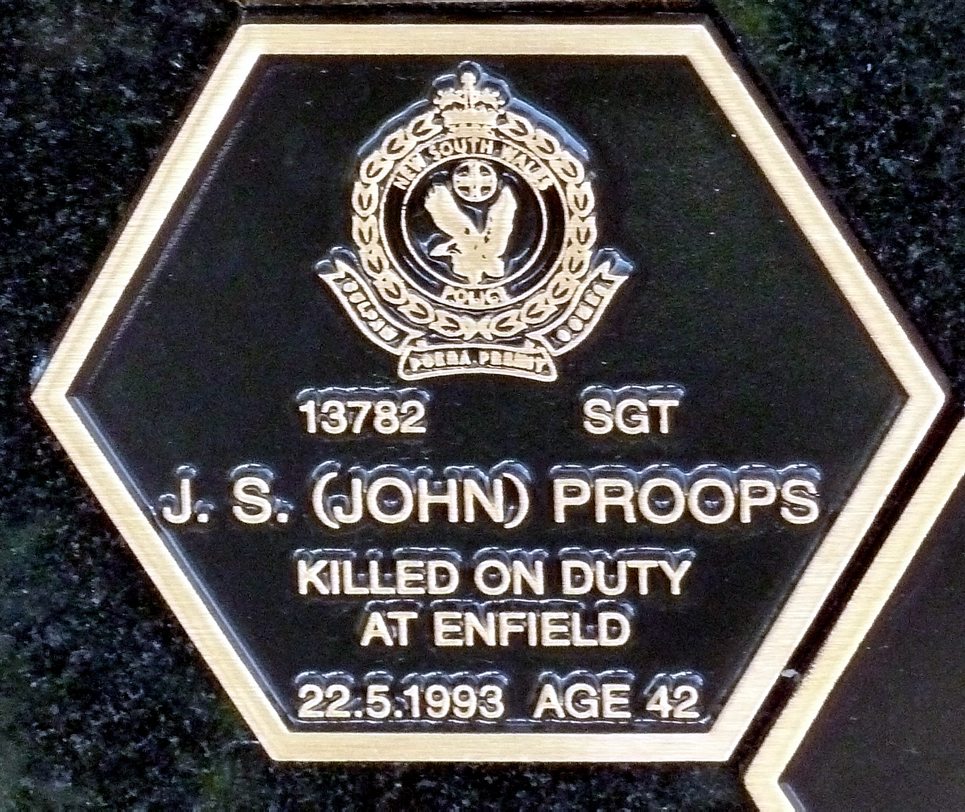 NEW SOUTH WALES
POLICE
CULPAM POENA PREMIT COMES
13782 SGT
J. S. (JOHN) PROOPS
KILLED ON DUTY
AT ENFIELD
22.5.1993 AGE 42